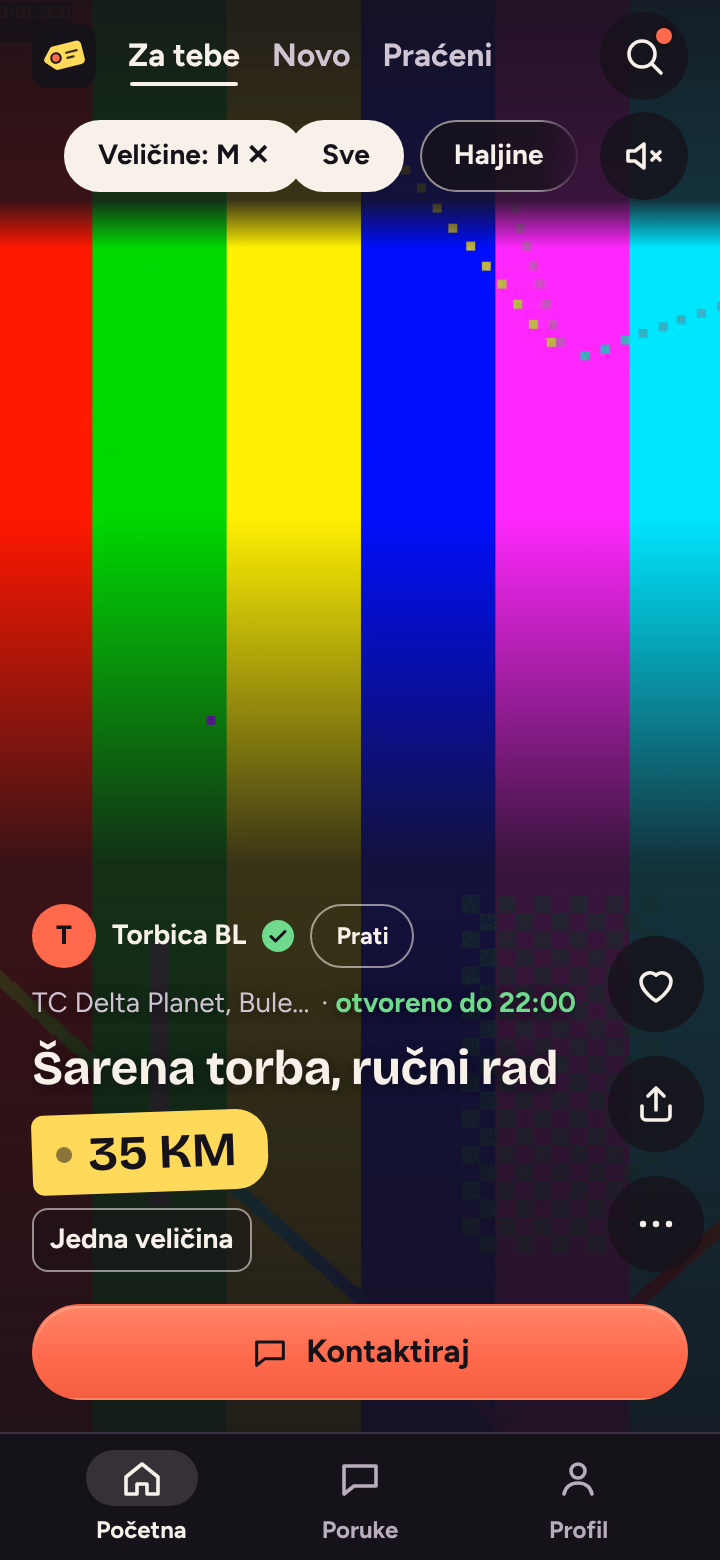 Za tebe Novo Praćeni
Veličine: M ✕ Sve Haljine
T Torbica BL Prati
TC Delta Planet, Bule... · otvoreno do 22:00
Šarena torba, ručni rad
35 KM
Jedna veličina
Kontaktiraj
Početna Poruke Profil